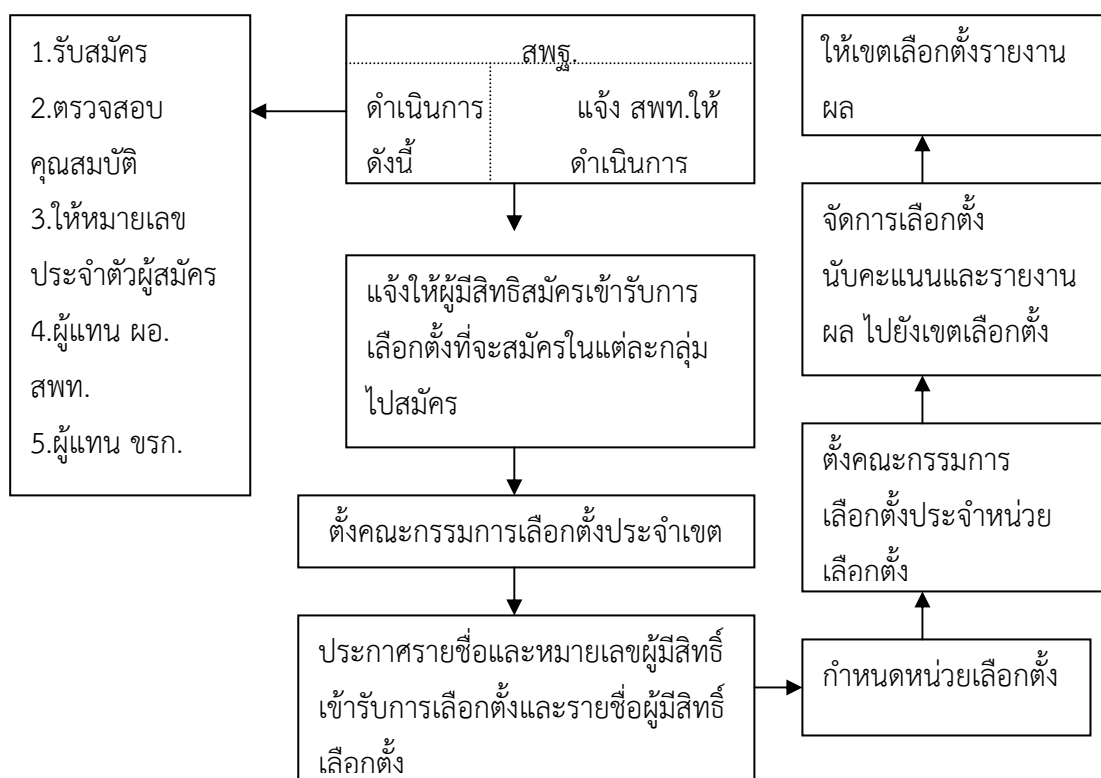 1.รับสมัคร
2.ตรวจสอบ
คุณสมบัติ
3.ให้หมายเลข
ประจำตัวผู้สมัคร
4.ผู้แทน ผอ.
สพท.
5.ผู้แทน ขรก.
สพฐ.
ดำเนินการ
ดังนี้
แจ้ง สพท.ให้
ดำเนินการ
แจ้งให้ผู้มีสิทธิสมัครเข้ารับการ
เลือกตั้งที่จะสมัครในแต่ละกลุ่ม
ไปสมัคร
ตั้งคณะกรรมการเลือกตั้งประจำเขต
ประกาศรายชื่อและหมายเลขผู้มีสิทธิ์
เข้ารับการเลือกตั้งและรายชื่อผู้มีสิทธิ์
เลือกตั้ง
กำหนดหน่วยเลือกตั้ง
ตั้งคณะกรรมการ
เลือกตั้งประจำหน่วย
เลือกตั้ง
จัดการเลือกตั้ง
นับคะแนนและรายงาน
ผล ไปยังเขตเลือกตั้ง
ให้เขตเลือกตั้งรายงาน
ผล